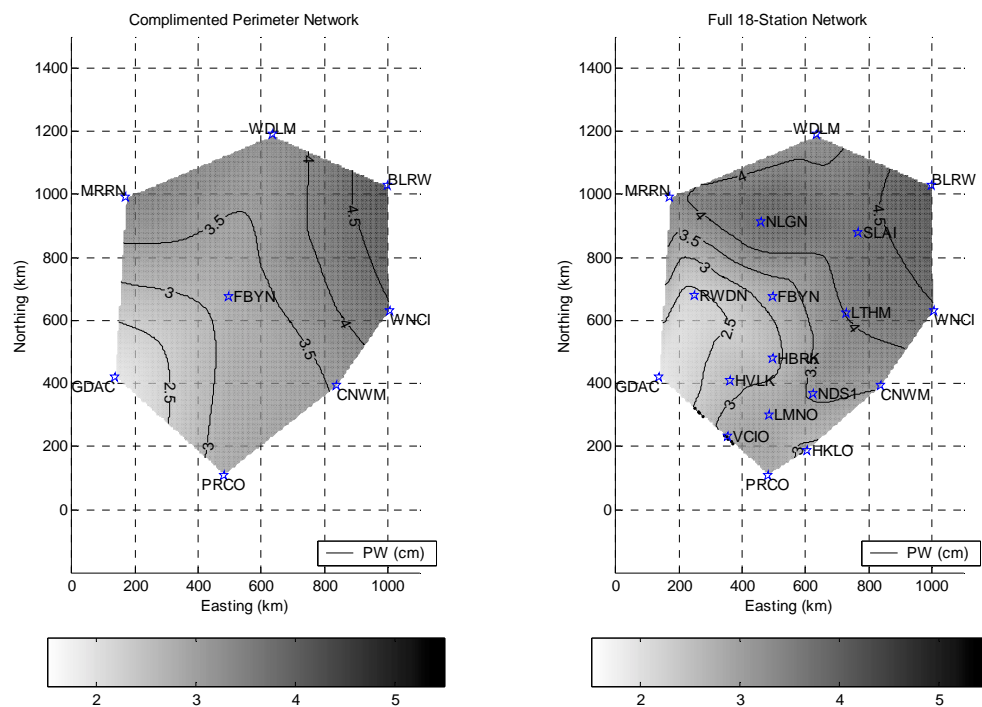 Complimented Perimeter Network
1400
1200
1000
800
600
400
200
0
Northing (km)
WDLM
BLRW
MRRN
4
4.5
3.5
3
FBYN
WNCI
4
3.5
GDAC
2.5
CNWM
3
PRCO
PW (cm)
0 200 400 600 800 1000
Easting (km)
2 3 4 5
Full 18-Station Network
1400
1200
1000
800
600
400
200
0
Northing (km)
WDLM
BLRW
MRRN
4
4.5
4
NLGN
SLAI
3.5
3
RWDN
FBYN
LTHM
WNCI
4
2.5
HBRK
3.5
GDAC
HVLK
CNWM
NDS1
3
LMNO
VCIO
3
HKLO
PRCO
PW (cm)
0 200 400 600 800 1000
Easting (km)
2 3 4 5